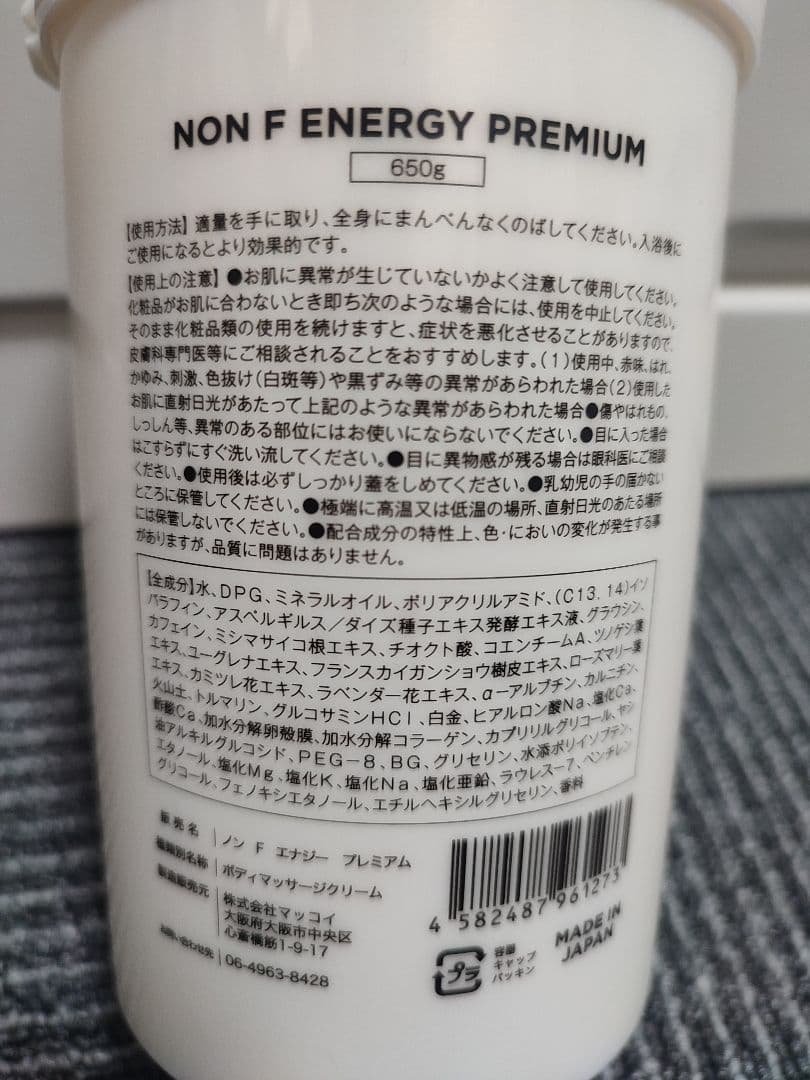 NON F ENERGY PREMIUM
650g
【使用方法】適量を手に取り、全身にまんべんなくのばしてください。入浴後に
ご使用になるとより効果的です。
【使用上の注意】●お肌に異常が生じていないかよく注意して使用してください。
化粧品がお肌に合わないとき即ち次のような場合には、使用を中止してください。
そのまま化粧品類の使用を続けますと、症状を悪化させることがありますので、
皮膚科専門医等にご相談されることをおすすめします。(1)使用中、赤味、はれ、
かゆみ、刺激、色抜け(白斑等)や黒ずみ等の異常があらわれた場合(2)使用した
お肌に直射日光があたって上記のような異常があらわれた場合●傷やはれもの、
しっしん等、異常のある部位にはお使いにならないでください。●目に入った場合
はこすらずにすぐ洗い流してください。●目に異物感が残る場合は眼科医にご相談
ください。●使用後は必ずしっかり蓋をしめてください。●乳幼児の手の届かない
ところに保管してください。●極端に高温又は低温の場所、直射日光のあたる場所
には保管しないでください。●配合成分の特性上、色・においの変化が発生する事
がありますが、品質に問題はありません。
【全成分】水、DPG、ミネラルオイル、ポリアクリルアミド、(C13,14)イソ
パラフィン、アスペルギルス/ダイズ種子エキス発酵エキス液、グラウシン、
カフェイン、ミシマサイコ根エキス、チオクト酸、コエンチームA、ツノゲシ葉
エキス、ユーグレナエキス、フランスカイガンショウ樹皮エキス、ローズマリー葉
エキス、カミツレ花エキス、ラベンダー花エキス、α-アルブチン、カルニチン、
火山土、トルマリン、グルコサミンHCl、白金、ヒアルロン酸Na、塩化Ca、
酢酸Ca、加水分解卵殻膜、加水分解コラーゲン、カプリリルグリコール、ヤシ
油アルキルグルコシド、PEG-8、BG、グリセリン、水添ポリイソブテン、
エタノール、塩化Mg、塩化K、塩化Na、塩化亜鉛、ラウレス-7、ペンチレン
グリコール、フェノキシエタノール、エチルヘキシルグリセリン、香料
販売名 ノン F エナジー プレミアム
種類別名称 ボディマッサージクリーム
製造販売元 株式会社マッコイ
大阪府大阪市中央区
心斎橋筋1-9-17
お問い合わせ先 06-4963-8428
4 582487 961273
プラ
容器
キャップ
パッキン
MADE IN
JAPAN